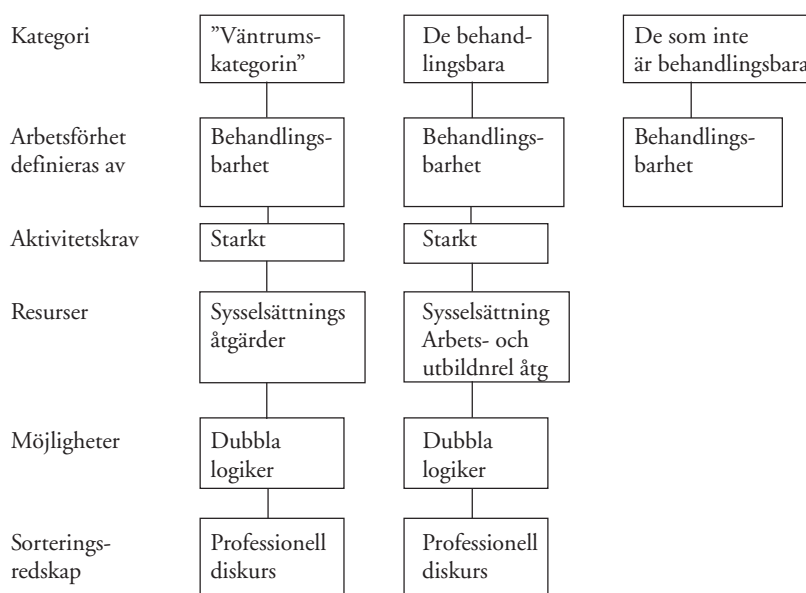 Kategori
”Väntrums-
kategorin”
De behand-
lingsbara
De som inte
är behandlingsbara
Arbetsförhet
definieras av
Behandlings-
barhet
Behandlings-
barhet
Behandlings-
barhet
Aktivitetskrav
Starkt
Starkt
Resurser
Sysselsättnings
åtgärder
Sysselsättning
Arbets- och
utbildnrel åtg
Möjligheter
Dubbla
logiker
Dubbla
logiker
Sorterings-
redskap
Professionell
diskurs
Professionell
diskurs